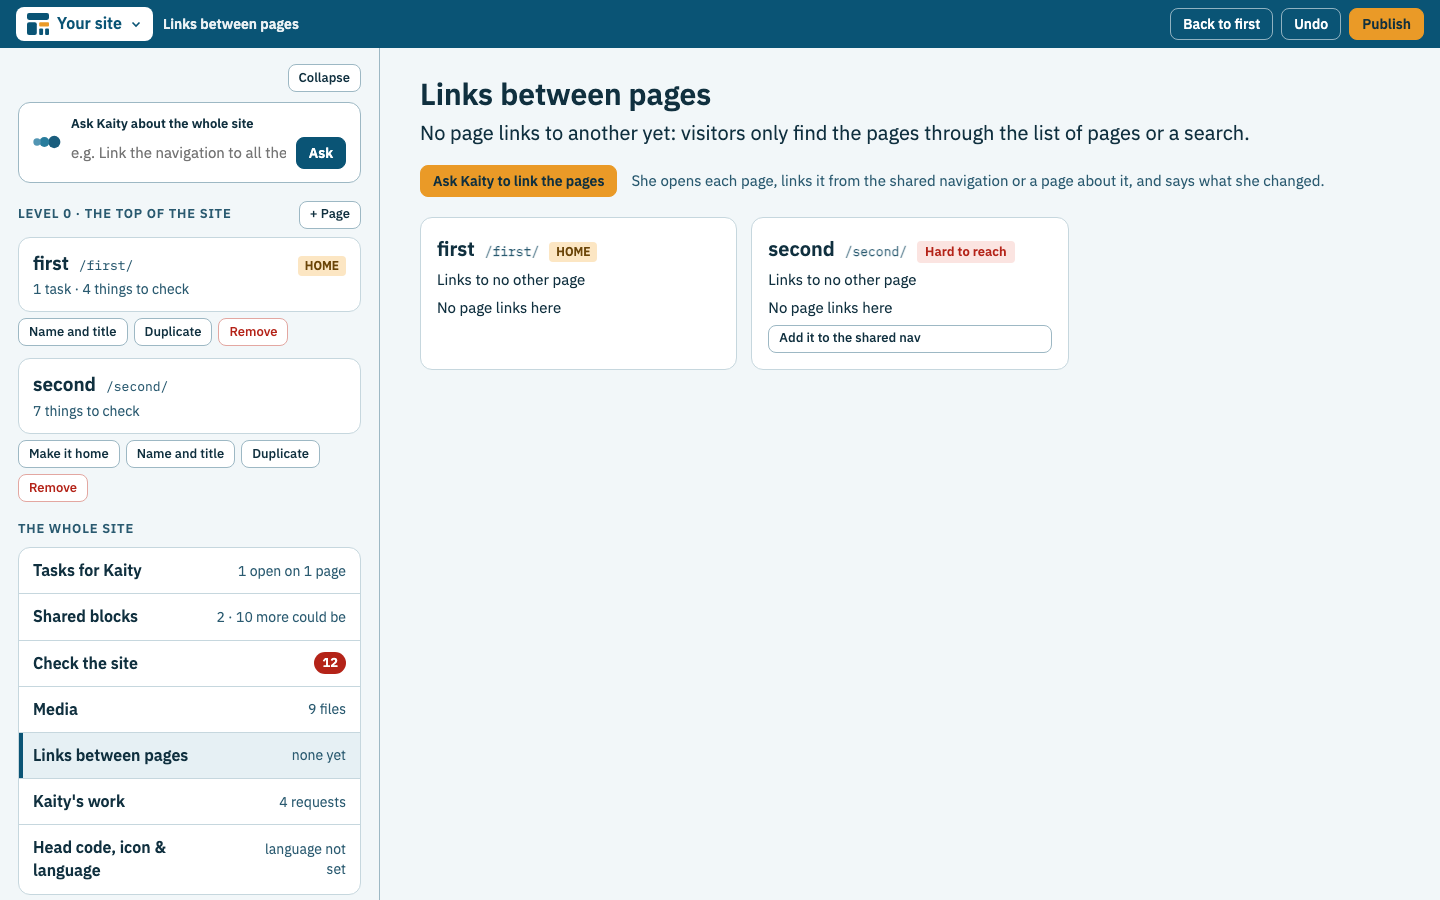 Your site
Links between pages
Back to first
Undo
Publish
Collapse
Ask Kaity about the whole site
e.g. Link the navigation to all the
Ask
LEVEL 0 · THE TOP OF THE SITE
+ Page
first /first/ HOME
1 task · 4 things to check
Name and title
Duplicate
Remove
second /second/
7 things to check
Make it home
Name and title
Duplicate
Remove
THE WHOLE SITE
Tasks for Kaity 1 open on 1 page
Shared blocks 2 · 10 more could be
Check the site 12
Media 9 files
Links between pages none yet
Kaity's work 4 requests
Head code, icon & language not
language set
Links between pages
No page links to another yet: visitors only find the pages through the list of pages or a search.
Ask Kaity to link the pages
She opens each page, links it from the shared navigation or a page about it, and says what she changed.
first /first/ HOME
Links to no other page
No page links here
second /second/ Hard to reach
Links to no other page
No page links here
Add it to the shared nav